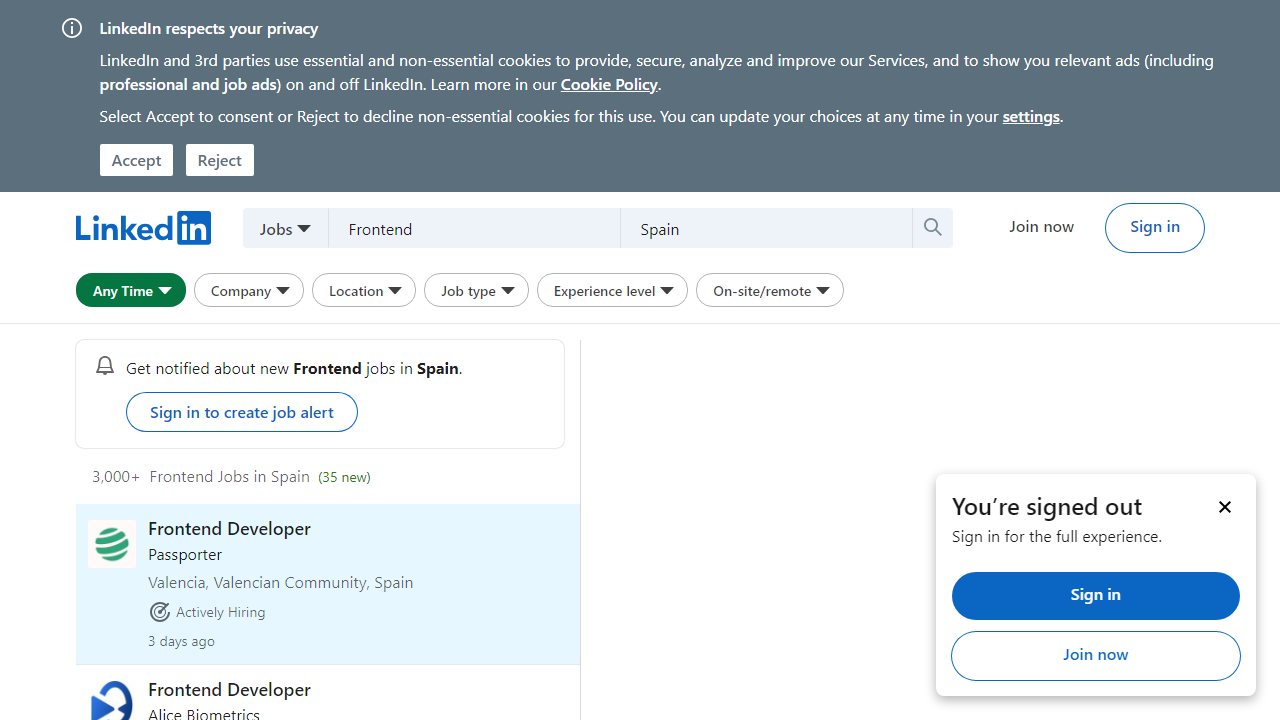 LinkedIn respects your privacy
LinkedIn and 3rd parties use essential and non-essential cookies to provide, secure, analyze and improve our Services, and to show you relevant ads (including
professional and job ads) on and off LinkedIn. Learn more in our Cookie Policy.
Select Accept to consent or Reject to decline non-essential cookies for this use. You can update your choices at any time in your settings.
Accept Reject
Linkedin Jobs Frontend Spain Join now Sign in
Any Time Company Location Job type Experience level On-site/remote
Get notified about new Frontend jobs in Spain.
Sign in to create job alert
3,000+ Frontend Jobs in Spain (35 new)
Frontend Developer
Passporter
Valencia, Valencian Community, Spain
Actively Hiring
3 days ago
Frontend Developer
Alice Biometrics
You’re signed out
Sign in for the full experience.
Sign in
Join now